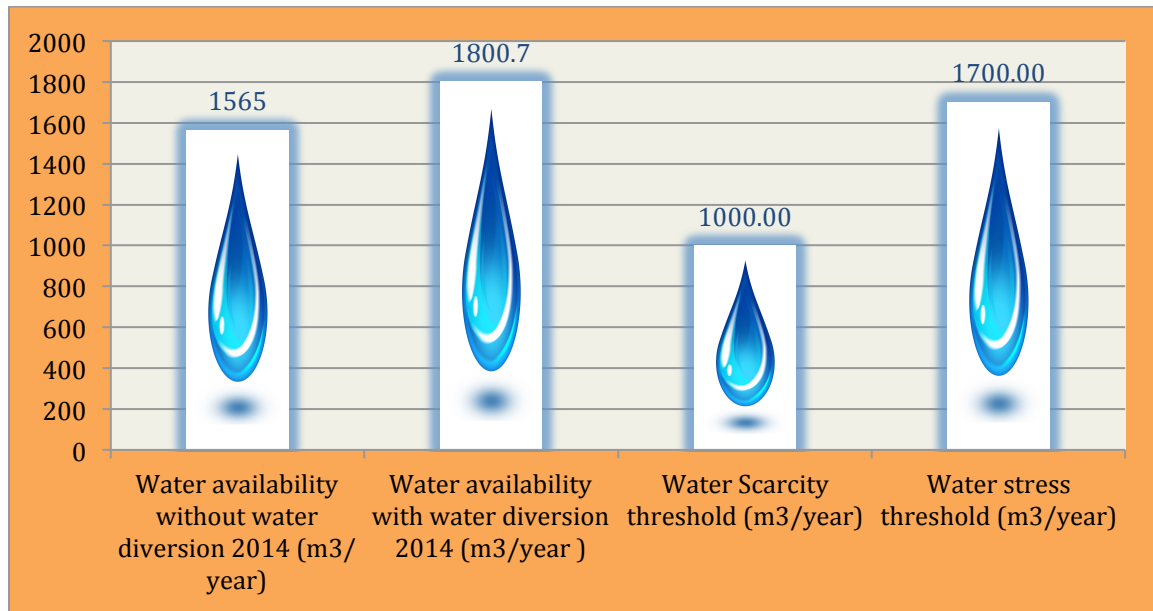 2000
1800
1600
1400
1200
1000
800
600
400
200
0
1565
1800.7
1000.00
1700.00
Water availability
without water
diversion 2014 (m3/
year)
Water availability
with water diversion
2014 (m3/year )
Water Scarcity
threshold (m3/year)
Water stress
threshold (m3/year)